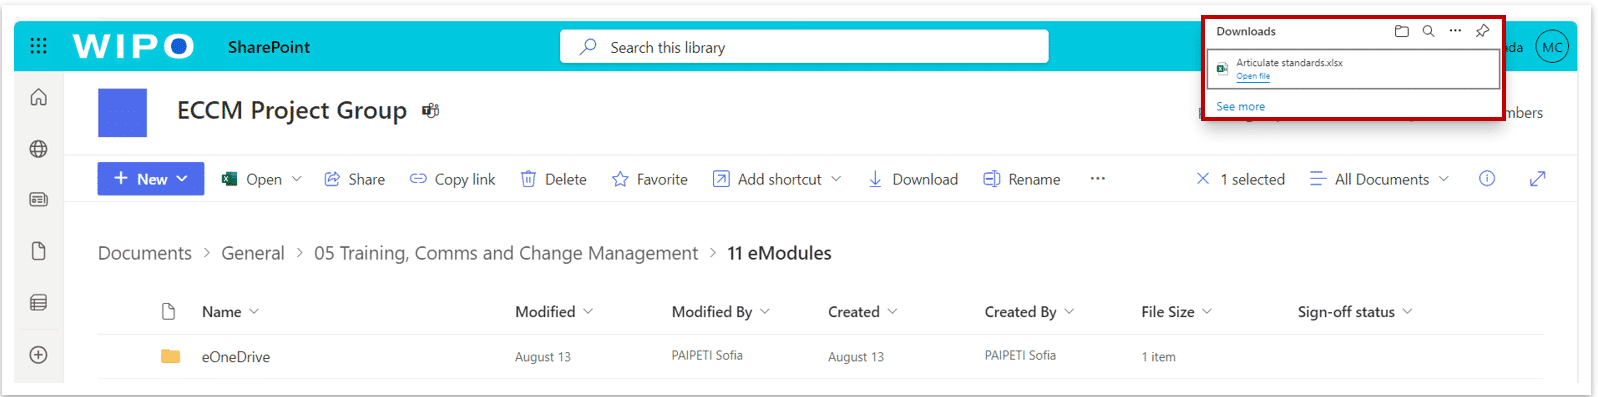 WIPO
SharePoint
Search this library
Downloads
Articulate standards.xlsx
Open file
See more
MC
ECCM Project Group
New
Open
Share
Copy link
Delete
Favorite
Add shortcut
Download
Rename
1 selected
All Documents
Documents > General > 05 Training, Comms and Change Management > 11 eModules
Name Modified Modified By Created Created By File Size Sign-off status
eOneDrive August 13 PAIPETI Sofia August 13 PAIPETI Sofia 1 item